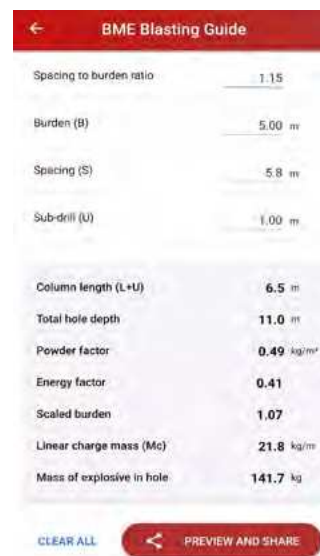 BME Blasting Guide
Spacing to burden ratio 1.15
Burden (B) 5.00 m
Spacing (S) 5.8 m
Sub-drill (U) 1.00 m
Column length (L+U) 6.5 m
Total hole depth 11.0 m
Powder factor 0.49 kg/m³
Energy factor 0.41
Scaled burden 1.07
Linear charge mass (Mc) 21.8 kg/m
Mass of explosive in hole 141.7 kg
CLEAR ALL PREVIEW AND SHARE